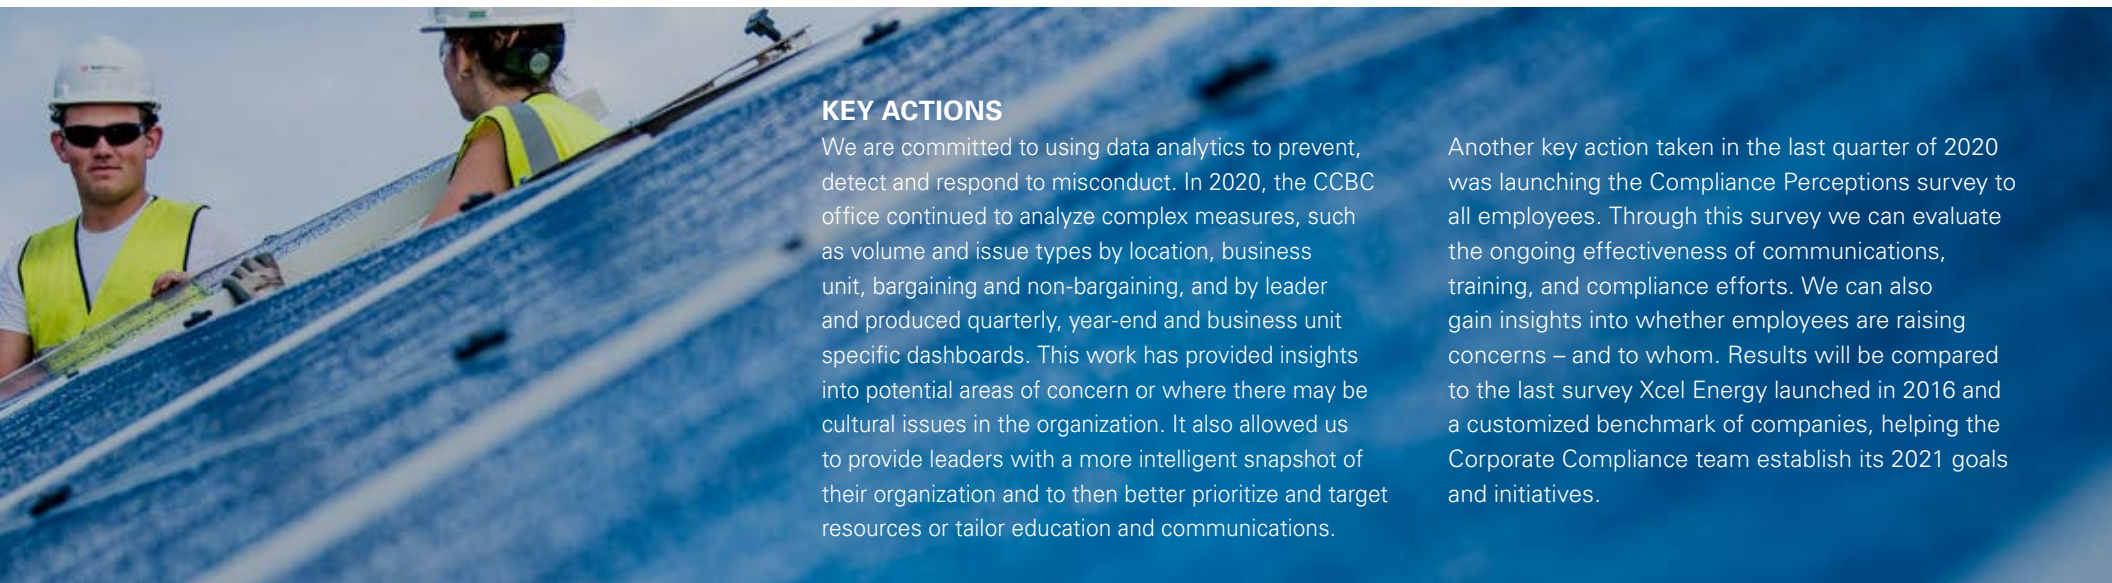 KEY ACTIONS
We are committed to using data analytics to prevent,
detect and respond to misconduct. In 2020, the CCBC
office continued to analyze complex measures, such
as volume and issue types by location, business
unit, bargaining and non-bargaining, and by leader
and produced quarterly, year-end and business unit
specific dashboards. This work has provided insights
into potential areas of concern or where there may be
cultural issues in the organization. It also allowed us
to provide leaders with a more intelligent snapshot of
their organization and to then better prioritize and target
resources or tailor education and communications.
Another key action taken in the last quarter of 2020
was launching the Compliance Perceptions survey to
all employees. Through this survey we can evaluate
the ongoing effectiveness of communications,
training, and compliance efforts. We can also
gain insights into whether employees are raising
concerns – and to whom. Results will be compared
to the last survey Xcel Energy launched in 2016 and
a customized benchmark of companies, helping the
Corporate Compliance team establish its 2021 goals
and initiatives.